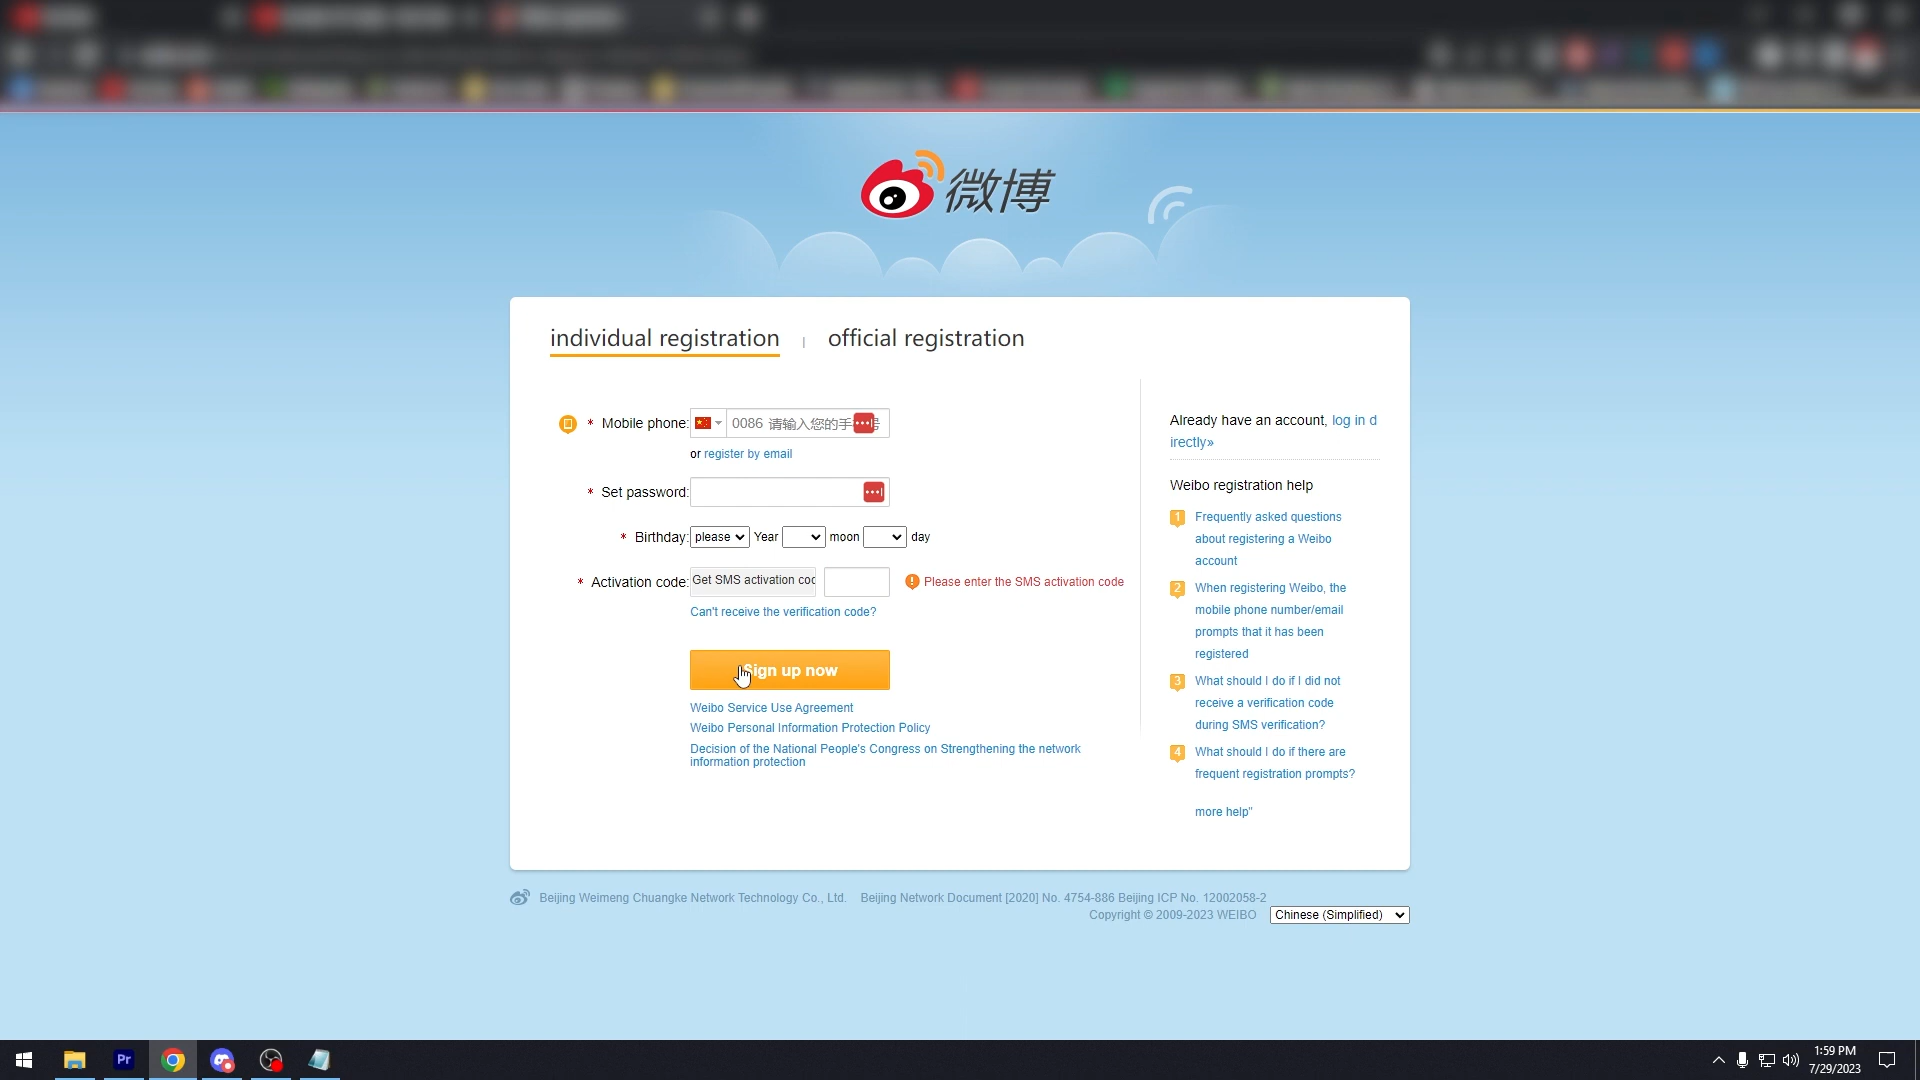 微博
individual registration | official registration
* Mobile phone: 0086 请输入您的手 号
or register by email
* Set password:
* Birthday: please Year moon day
* Activation code: Get SMS activation cod Please enter the SMS activation code
Can't receive the verification code?
Sign up now
Weibo Service Use Agreement
Weibo Personal Information Protection Policy
Decision of the National People's Congress on Strengthening the network
information protection
Already have an account, log in d
irectly»
Weibo registration help
1 Frequently asked questions
about registering a Weibo
account
2 When registering Weibo, the
mobile phone number/email
prompts that it has been
registered
3 What should I do if I did not
receive a verification code
during SMS verification?
4 What should I do if there are
frequent registration prompts?
more help"
Beijing Weimeng Chuangke Network Technology Co., Ltd. Beijing Network Document [2020] No. 4754-886 Beijing ICP No. 12002058-2
Copyright © 2009-2023 WEIBO Chinese (Simplified)
Pr
1:59 PM
7/29/2023